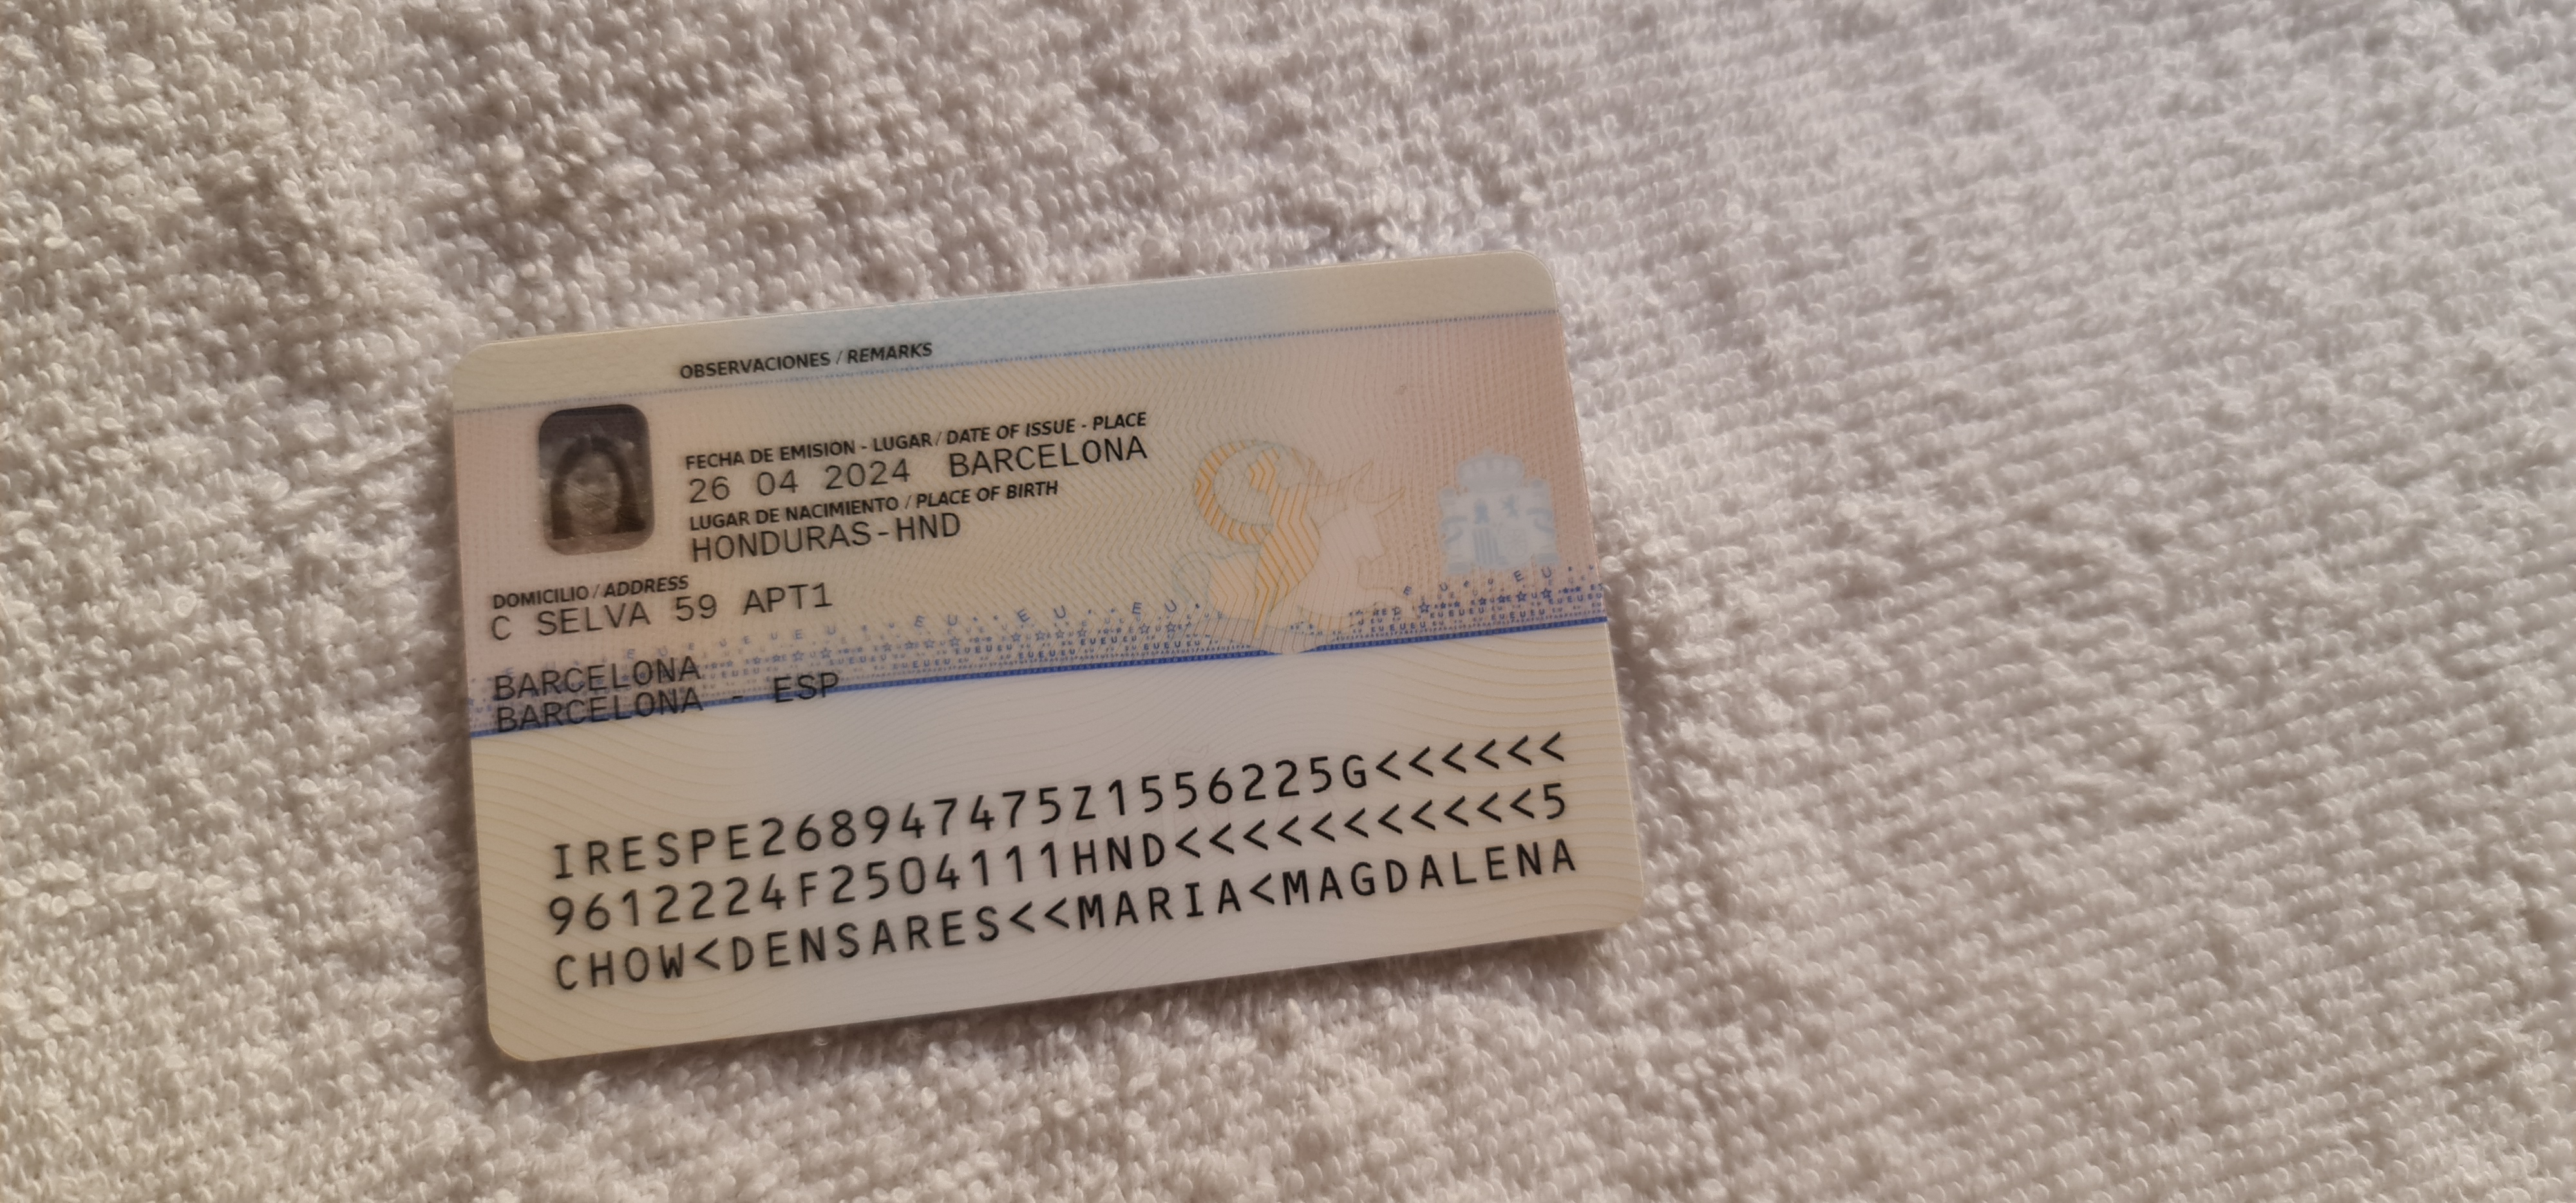 OBSERVACIONES / REMARKS
FECHA DE EMISIÓN - LUGAR / DATE OF ISSUE - PLACE
26 04 2024 BARCELONA
LUGAR DE NACIMIENTO / PLACE OF BIRTH
HONDURAS-HND
DOMICILIO / ADDRESS
C SELVA 59 APT1
BARCELONA
BARCELONA - ESP
IRESPE268947475Z1556225G<<<<<<
9612224F2504111HND<<<<<<<<<<<5
CHOW<DENSARES<<MARIA<MAGDALENA